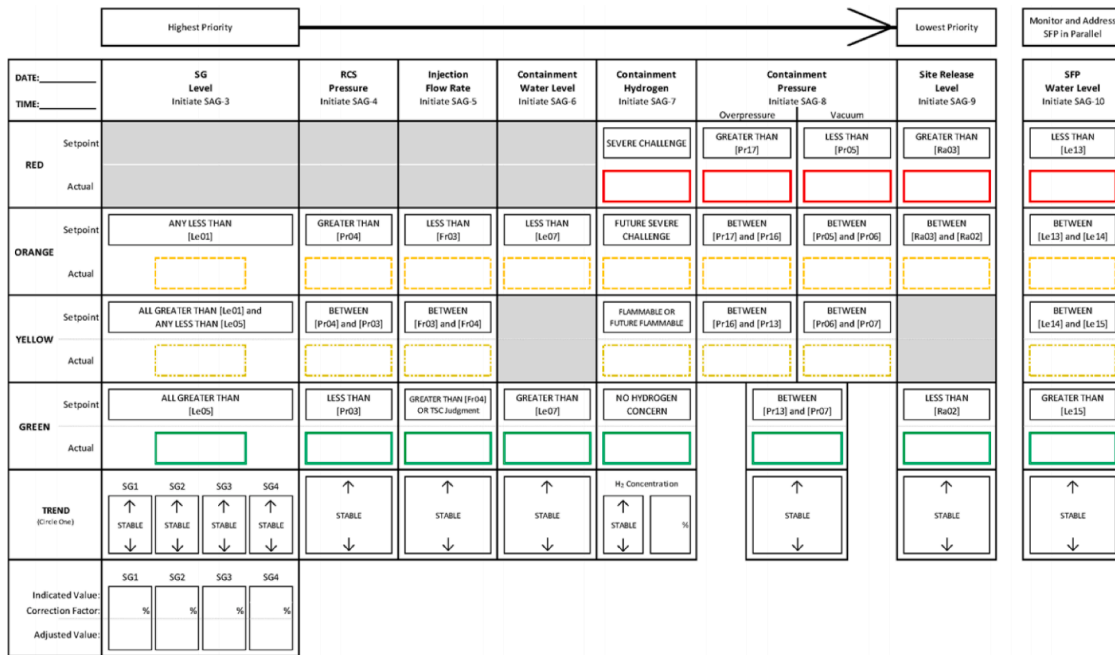 Highest Priority
Lowest Priority
Monitor and Address
SFP in Parallel
DATE:
TIME:
SG
Level
Initiate SAG-3
RCS
Pressure
Initiate SAG-4
Injection
Flow Rate
Initiate SAG-5
Containment
Water Level
Initiate SAG-6
Containment
Hydrogen
Initiate SAG-7
Containment
Pressure
Initiate SAG-8
Overpressure
Vacuum
Site Release
Level
Initiate SAG-9
SFP
Water Level
Initiate SAG-10
RED
Setpoint
SEVERE CHALLENGE
GREATER THAN
[Pr17]
LESS THAN
[Pr05]
GREATER THAN
[Ra03]
LESS THAN
[Le13]
Actual
ORANGE
Setpoint
ANY LESS THAN
[Le01]
GREATER THAN
[Pr04]
LESS THAN
[Fr03]
LESS THAN
[Le07]
FUTURE SEVERE
CHALLENGE
BETWEEN
[Pr17] and [Pr16]
BETWEEN
[Pr05] and [Pr06]
BETWEEN
[Ra03] and [Ra02]
BETWEEN
[Le13] and [Le14]
Actual
YELLOW
Setpoint
ALL GREATER THAN [Le01] and
ANY LESS THAN [Le05]
BETWEEN
[Pr04] and [Pr03]
BETWEEN
[Fr03] and [Fr04]
FLAMMABLE OR
FUTURE FLAMMABLE
BETWEEN
[Pr16] and [Pr13]
BETWEEN
[Pr06] and [Pr07]
BETWEEN
[Le14] and [Le15]
Actual
GREEN
Setpoint
ALL GREATER THAN
[Le05]
LESS THAN
[Pr03]
GREATER THAN [Fr04]
OR TSC Judgment
GREATER THAN
[Le07]
NO HYDROGEN
CONCERN
BETWEEN
[Pr13] and [Pr07]
LESS THAN
[Ra02]
GREATER THAN
[Le15]
Actual
TREND
(Circle One)
SG1 SG2 SG3 SG4
STABLE STABLE STABLE STABLE
STABLE
STABLE
STABLE
H₂ Concentration
STABLE
%
STABLE
STABLE
STABLE
SG1 SG2 SG3 SG4
Indicated Value:
Correction Factor: % % % %
Adjusted Value: